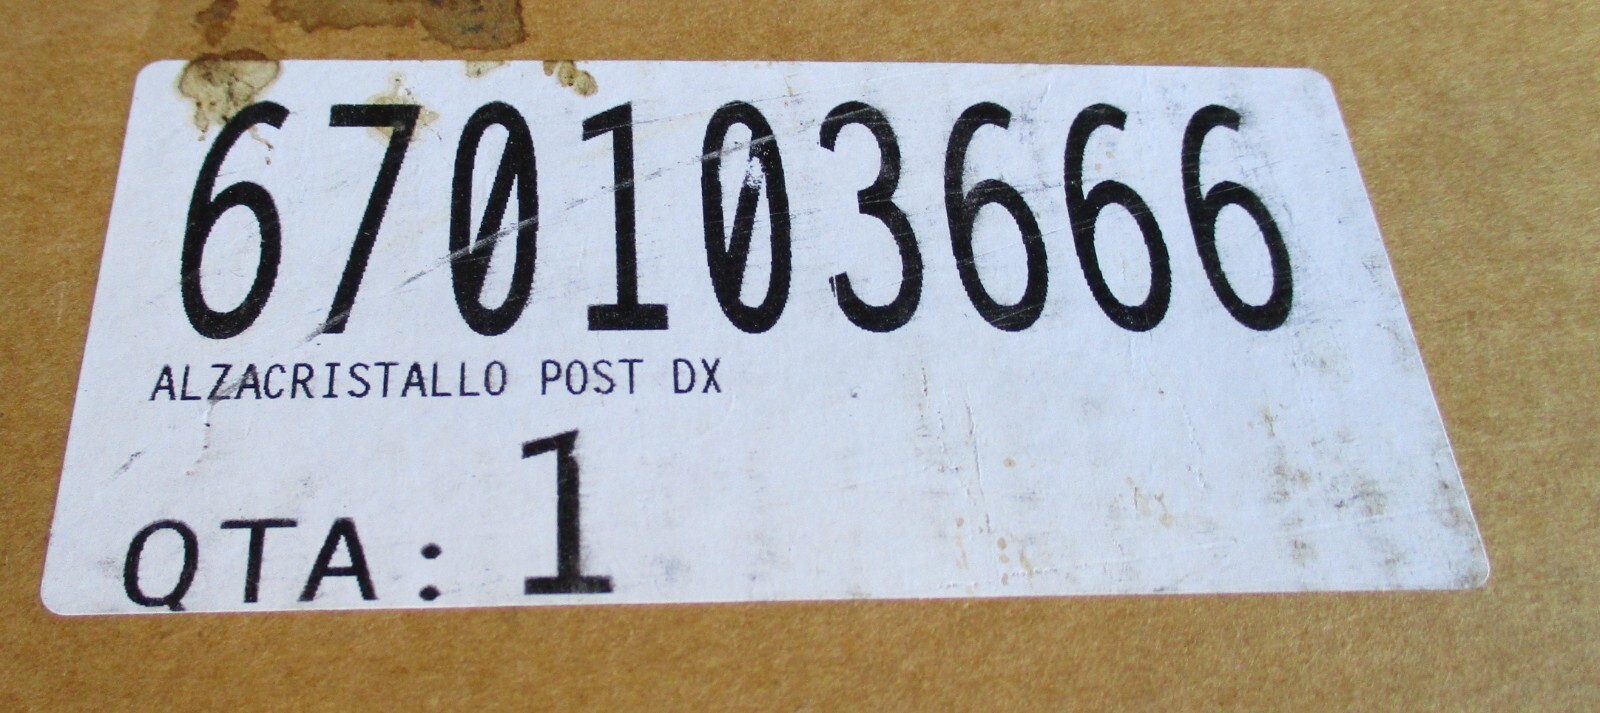 670103666
ALZACRISTALLO POST DX
QTA: 1